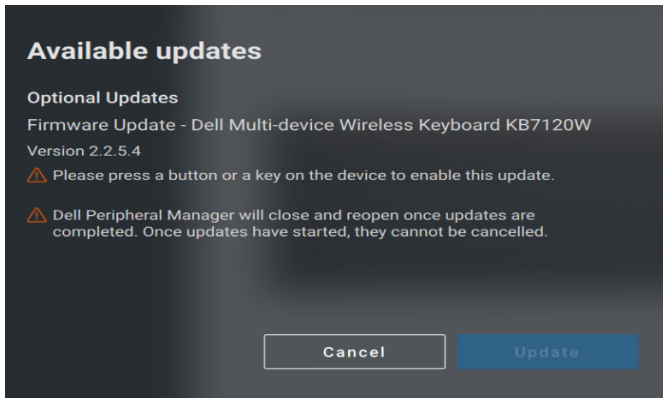 Available updates
Optional Updates
Firmware Update - Dell Multi-device Wireless Keyboard KB7120W
Version 2.2.5.4
Please press a button or a key on the device to enable this update.
Dell Peripheral Manager will close and reopen once updates are
completed. Once updates have started, they cannot be cancelled.
Cancel
Update